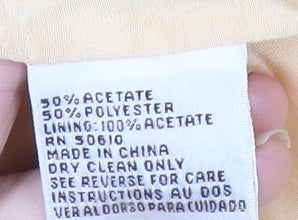 50% ACETATE
50% POLYESTER
LINING: 100% ACETATE
RN 50610
MADE IN CHINA
DRY CLEAN ONLY
SEE REVERSE FOR CARE
INSTRUCTIONS AU DOS
VER AL DORSO PARA CUIDADO